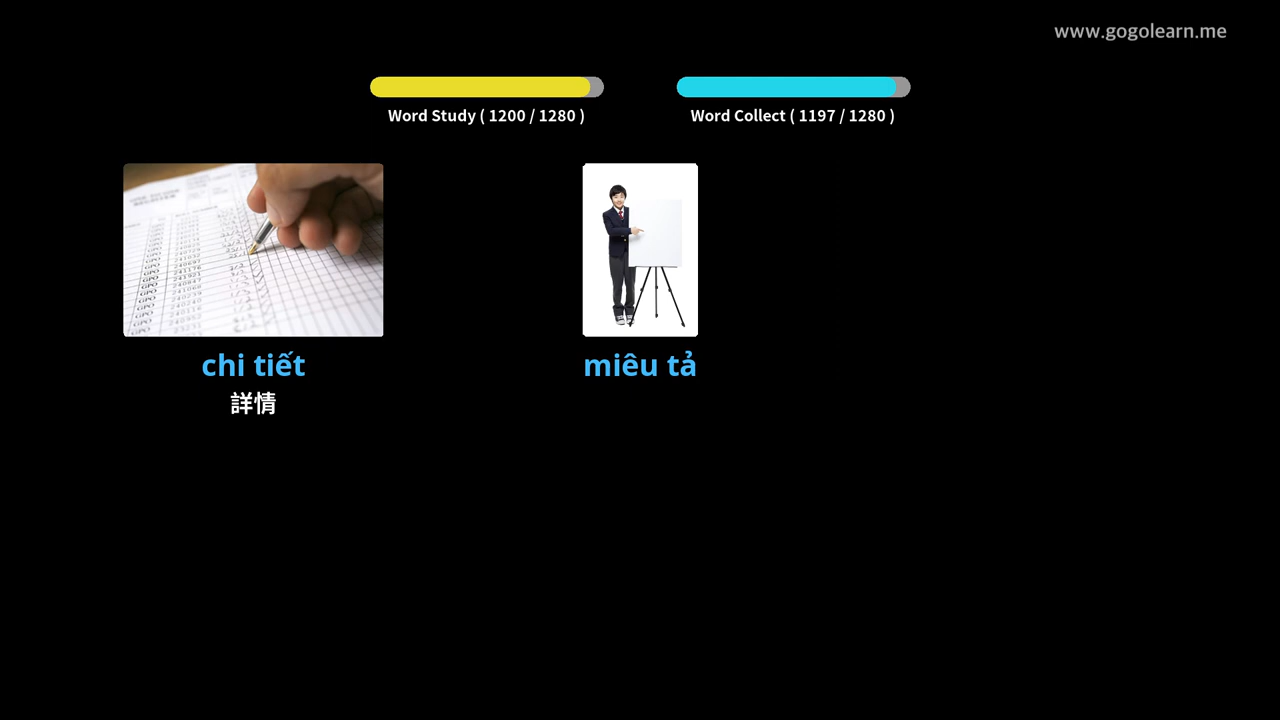 www.gogolearn.me
Word Study ( 1200 / 1280 )
Word Collect ( 1197 / 1280 )
chi tiết
詳情
miêu tả